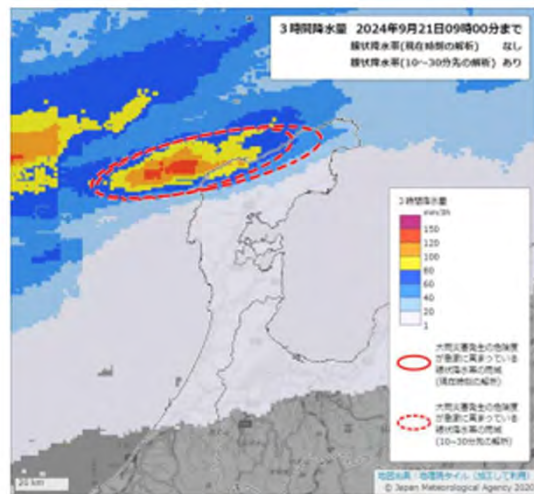 3時間降水量 2024年9月21日09時00分まで
線状降水帯(現在時刻の解析) なし
線状降水帯(10～30分先の解析) あり
3時間降水量
mm/3h
150
120
100
80
60
40
20
1
大雨災害発生の危険度
が急激に高まっている
線状降水帯の雨域
(現在時刻の解析)
大雨災害発生の危険度
が急激に高まっている
線状降水帯の雨域
(10~30分先の解析)
20 km
地図出典：地理院タイル（加工して利用）
© Japan Meteorological Agency 2020